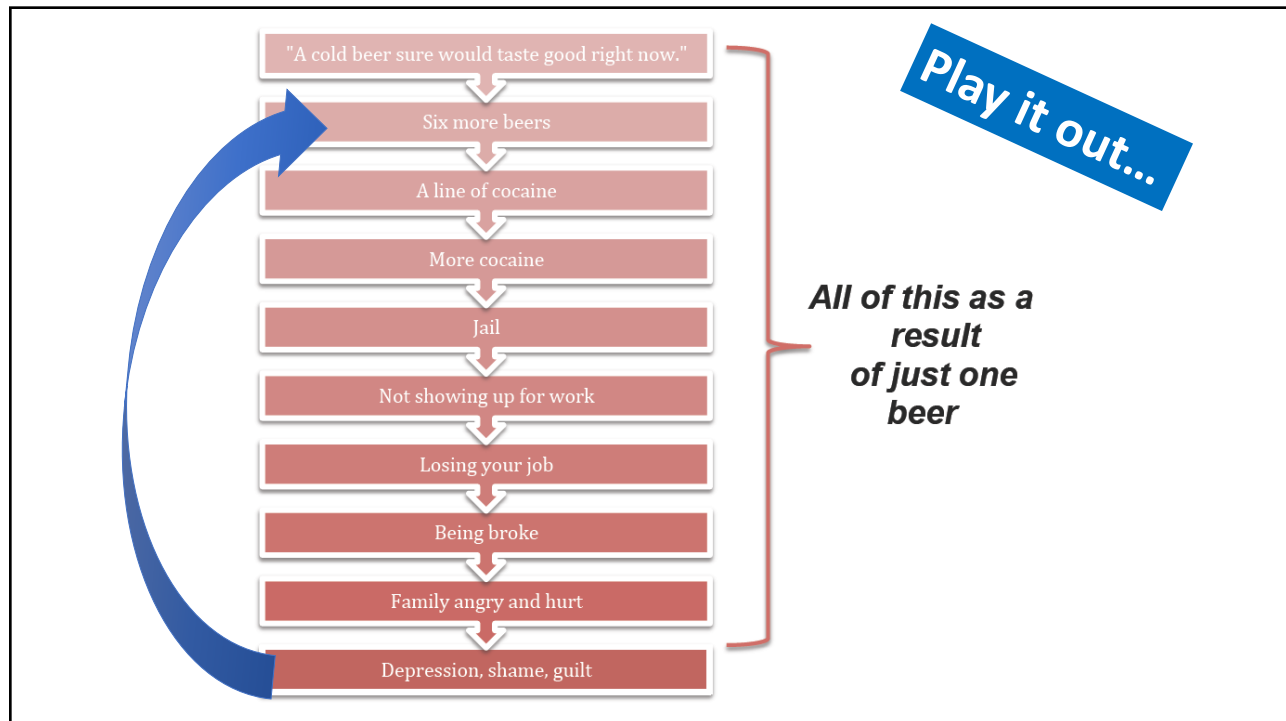 "A cold beer sure would taste good right now."
Six more beers
A line of cocaine
More cocaine
Jail
Not showing up for work
Losing your job
Being broke
Family angry and hurt
Depression, shame, guilt
Play it out...
All of this as a
result
of just one
beer